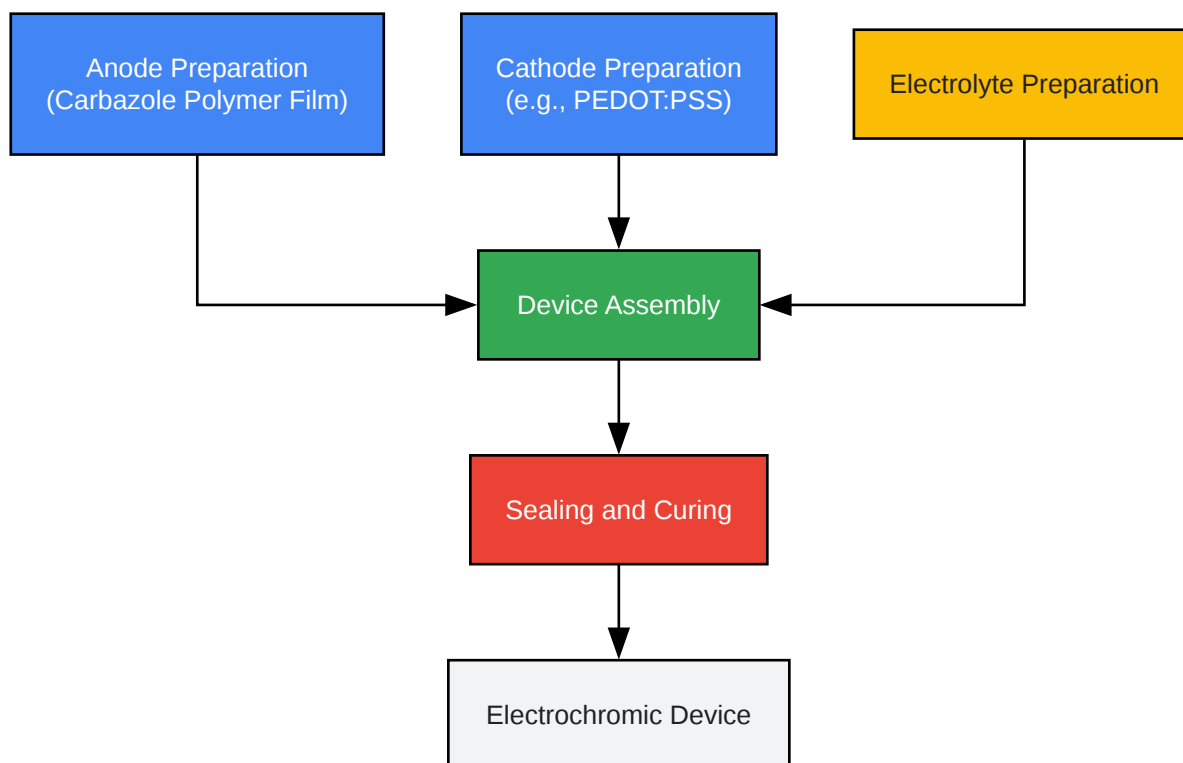 Anode Preparation
(Carbazole Polymer Film)
Cathode Preparation
(e.g., PEDOT:PSS)
Electrolyte Preparation
Device Assembly
Sealing and Curing
Electrochromic Device